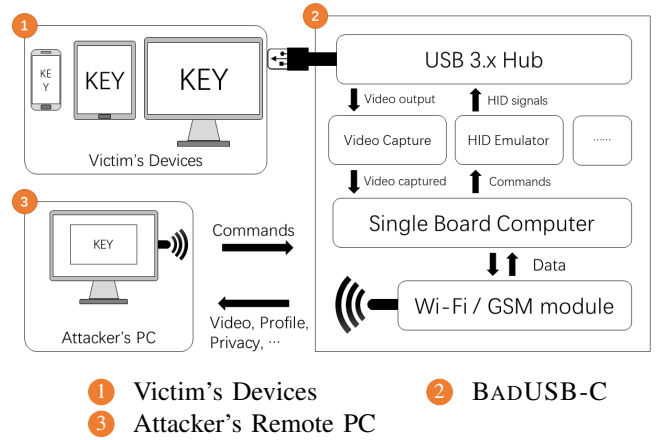 1
KE
Y
KEY
KEY
Victim's Devices
2
USB 3.x Hub
Video output
HID signals
Video Capture
HID Emulator
······
Video captured
Commands
Single Board Computer
Data
Wi-Fi / GSM module
3
KEY
Attacker's PC
Commands
Video, Profile,
Privacy, ···
1 Victim's Devices
2 BADUSB-C
3 Attacker's Remote PC